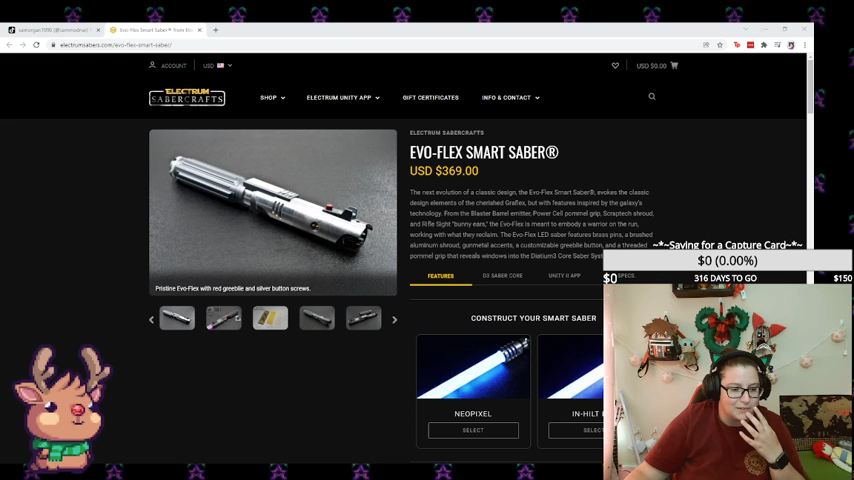 samorrjan1990 (@sammiodnar) |
Evo-Flex Smart Saber® from Elec
electrumsabers.com/evo-flex-smart-saber/
ACCOUNT
USD
USD $0.00
ELECTRUM
SABERCRAFTS
SHOP
ELECTRUM UNITY APP
GIFT CERTIFICATES
INFO & CONTACT
ELECTRUM SABERCRAFTS
EVO-FLEX SMART SABER®
USD $369.00
The next evolution of a classic design, the Evo-Flex Smart Saber®, evokes the classic
design elements of the cherished Graflex, but with features inspired by the galaxy's
technology. From the Blaster Barrel emitter, Power Cell pommel grip, Scraptech shroud,
and Rifle Sight "bunny ears," the Evo-Flex is meant to embody a warrior on the run,
working with what they reclaim. The Evo-Flex LED saber features brass pins, a brushed
aluminum shroud, gunmetal accents, a customizable greeblie button, and a threaded
pommel grip that reveals windows into the Diatium3 Core Saber Syst
Pristine Evo-Flex with red greeblie and silver button screws.
FEATURES
D3 SABER CORE
UNITY II APP
SPECS.
CONSTRUCT YOUR SMART SABER
NEOPIXEL
SELECT
IN-HILT
SELECT
~*~Saving for a Capture Card~*~
$0 (0.00%)
$0
316 DAYS TO GO
$150